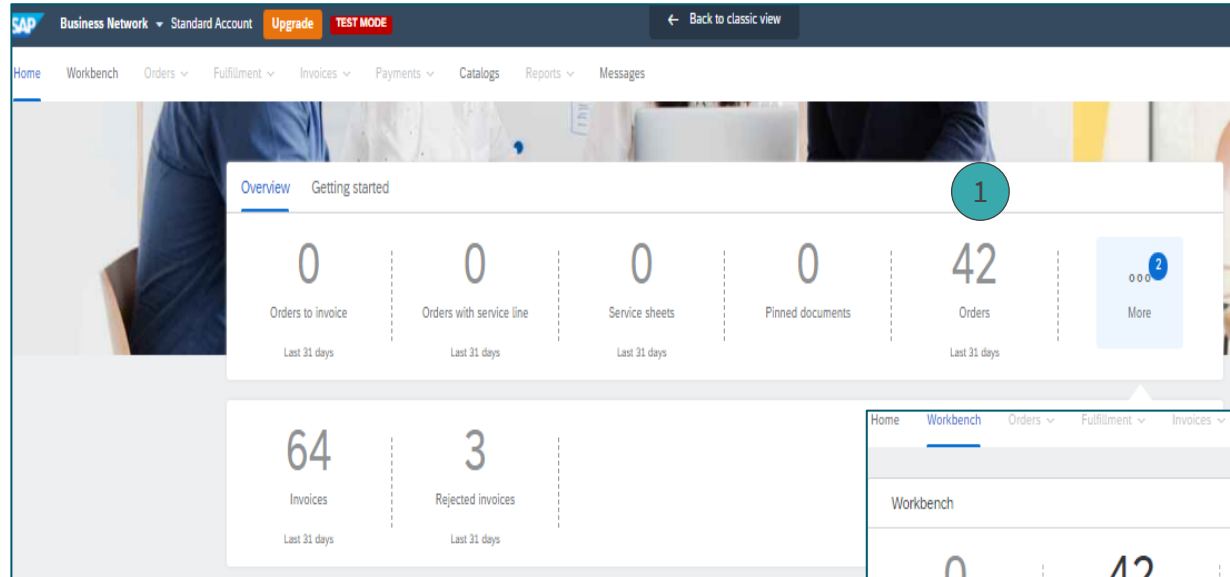 SAP Business Network Standard Account Upgrade TEST MODE ← Back to classic view
Home Workbench Orders Fulfillment Invoices Payments Catalogs Reports Messages
Overview Getting started
1
0 0 0 0 42 2
Orders to invoice Orders with service line Service sheets Pinned documents Orders More
Last 31 days Last 31 days Last 31 days Last 31 days
64 3
Invoices Rejected invoices
Last 31 days Last 31 days
Home Workbench Orders Fulfillment Invoices
Workbench
0 42